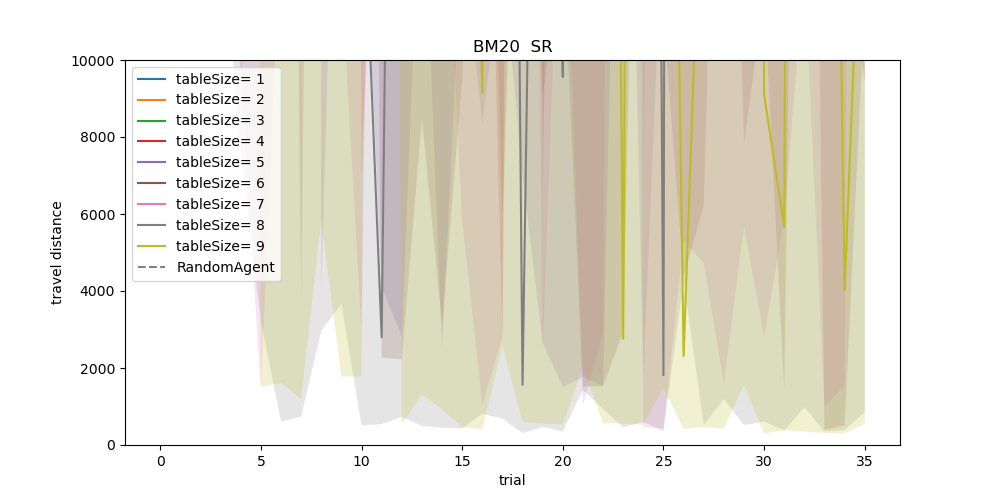 BM20  SR
10000
8000
6000
4000
2000
0
travel distance
tableSize= 1
tableSize= 2
tableSize= 3
tableSize= 4
tableSize= 5
tableSize= 6
tableSize= 7
tableSize= 8
tableSize= 9
RandomAgent
0 5 10 15 20 25 30 35
trial